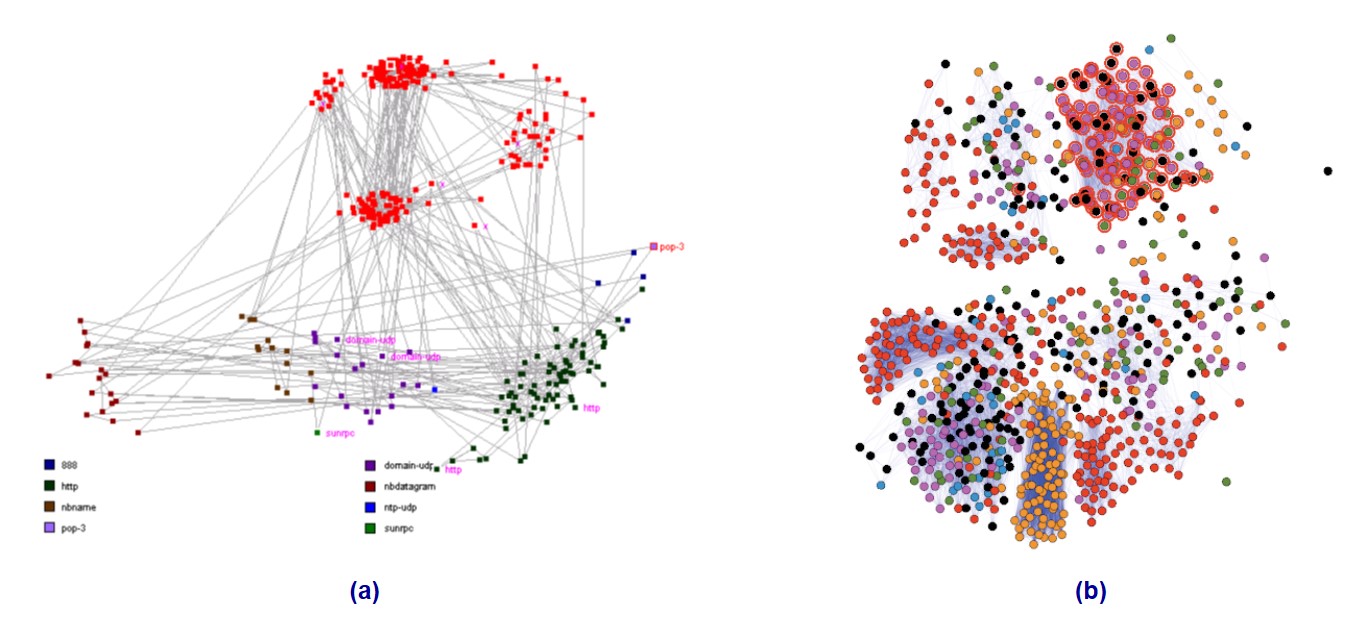 x
x
pop-3
domain-udp
domain-udp
http
sunrpc
http
888
http
nbname
pop-3
domain-udp
nbdatagram
ntp-udp
sunrpc
(a)
(b)